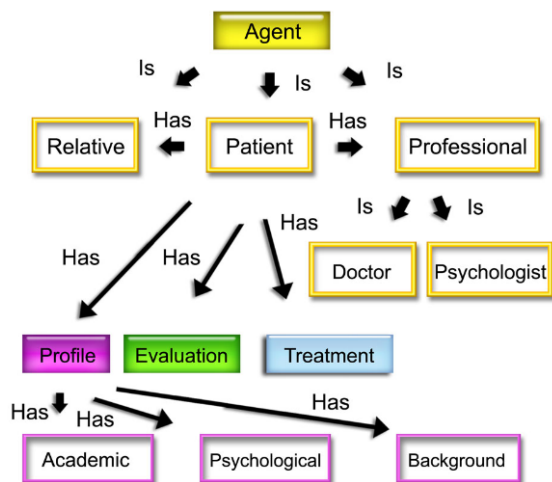 Agent
Is
Is
Is
Has
Has
Relative
Patient
Professional
Is
Is
Has
Has
Has
Doctor
Psychologist
Profile
Evaluation
Treatment
Has
Has
Has
Academic
Psychological
Background